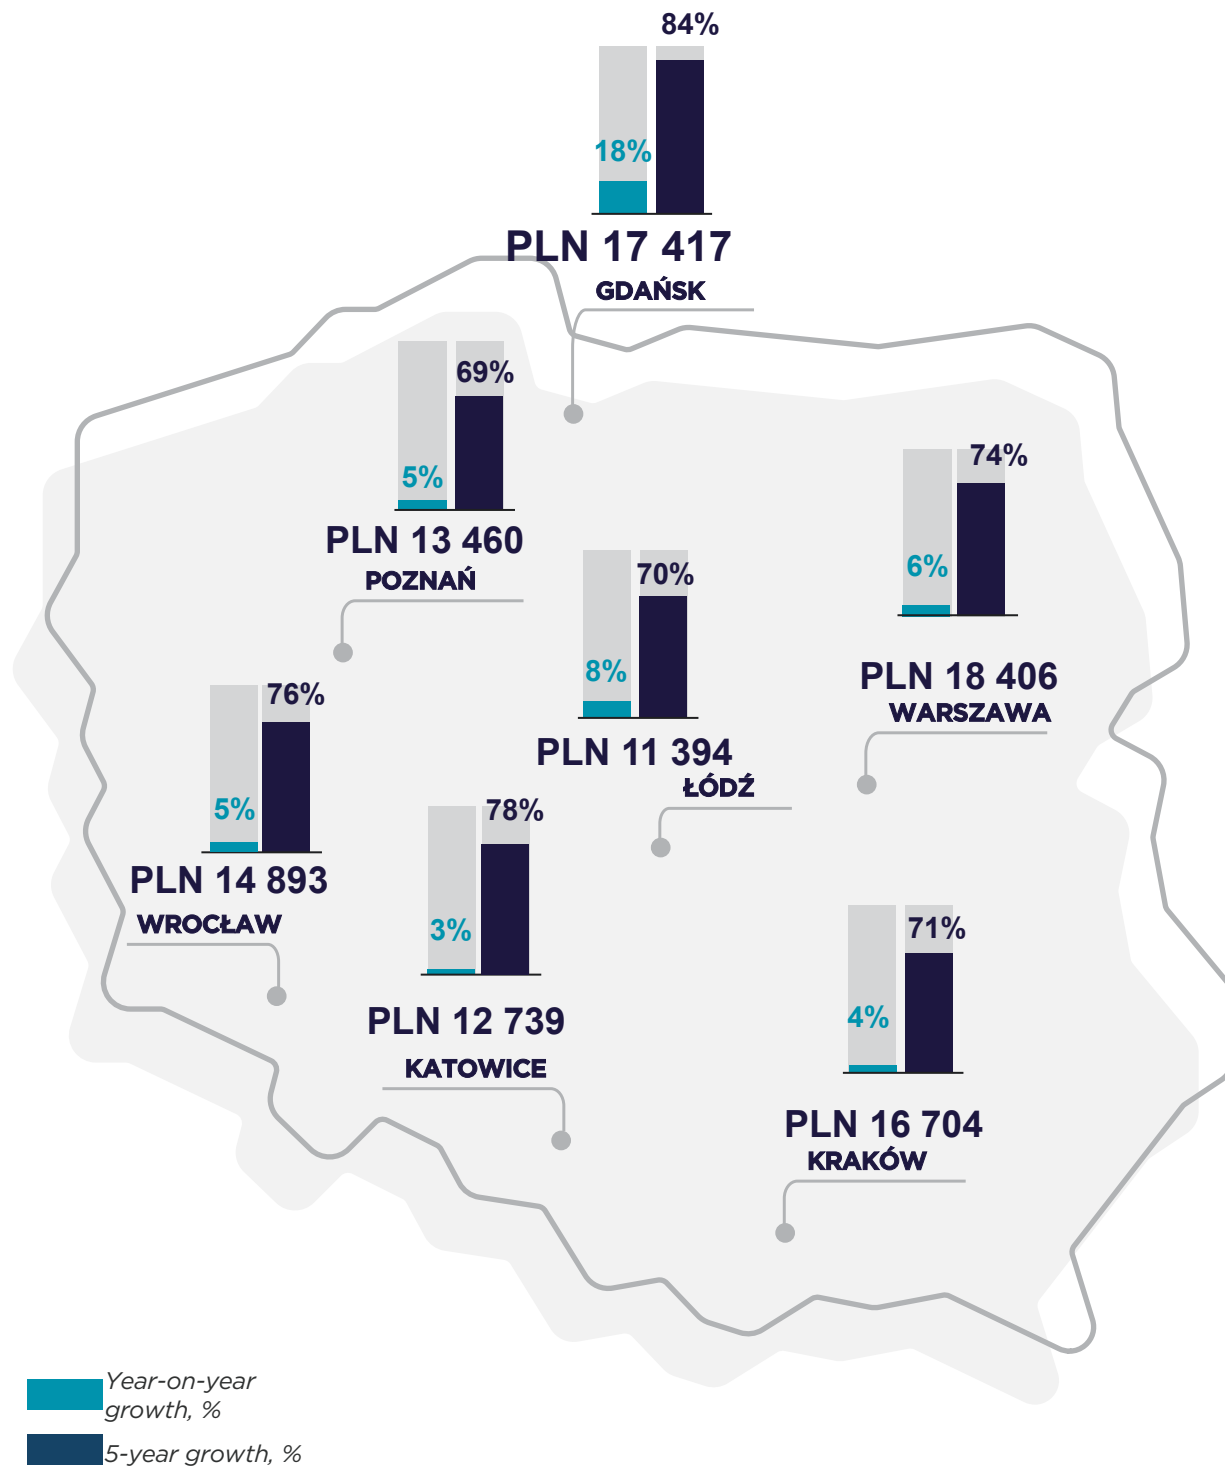 84%
18%
PLN 17 417
GDAŃSK
69%
5%
PLN 13 460
POZNAŃ
74%
6%
PLN 18 406
WARSZAWA
70%
8%
PLN 11 394
ŁÓDŹ
76%
5%
PLN 14 893
WROCŁAW
78%
3%
PLN 12 739
KATOWICE
71%
4%
PLN 16 704
KRAKÓW
Year-on-year
growth, %
5-year growth, %